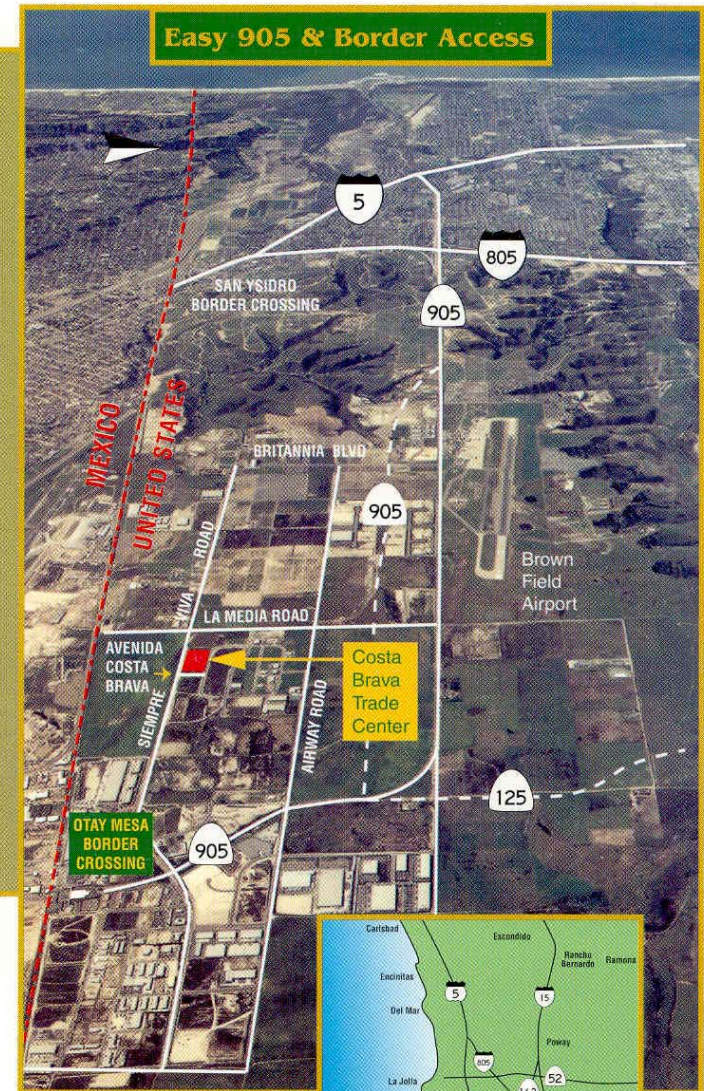 Easy 905 & Border Access
5
805
SAN YSIDRO
BORDER CROSSING
905
MEXICO
UNITED STATES
BRITANNIA BLVD
905
Brown
Field
Airport
SIEMPRE VIVA ROAD
LA MEDIA ROAD
AVENIDA
COSTA
BRAVA
Costa
Brava
Trade
Center
AIRWAY ROAD
125
OTAY MESA
BORDER
CROSSING
905
Carlsbad
Escondido
Rancho
Bernardo
Ramona
Encinitas
5
15
Del Mar
Poway
805
La Jolla
52
163